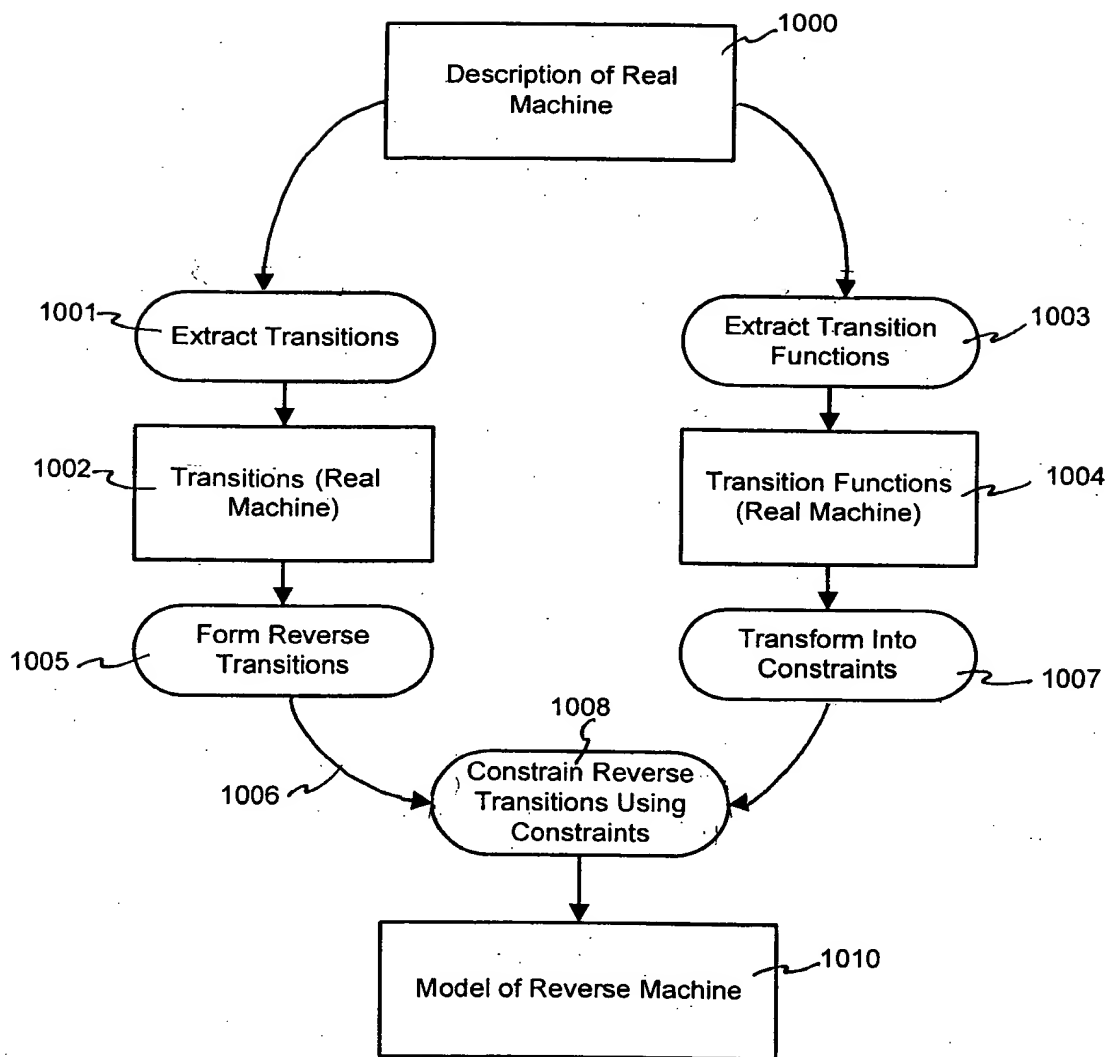 1000
Description of Real
Machine
1001
Extract Transitions
Extract Transition
Functions
1003
1002
Transitions (Real
Machine)
Transition Functions
(Real Machine)
1004
1005
Form Reverse
Transitions
Transform Into
Constraints
1007
1006
1008
Constrain Reverse
Transitions Using
Constraints
Model of Reverse Machine
1010